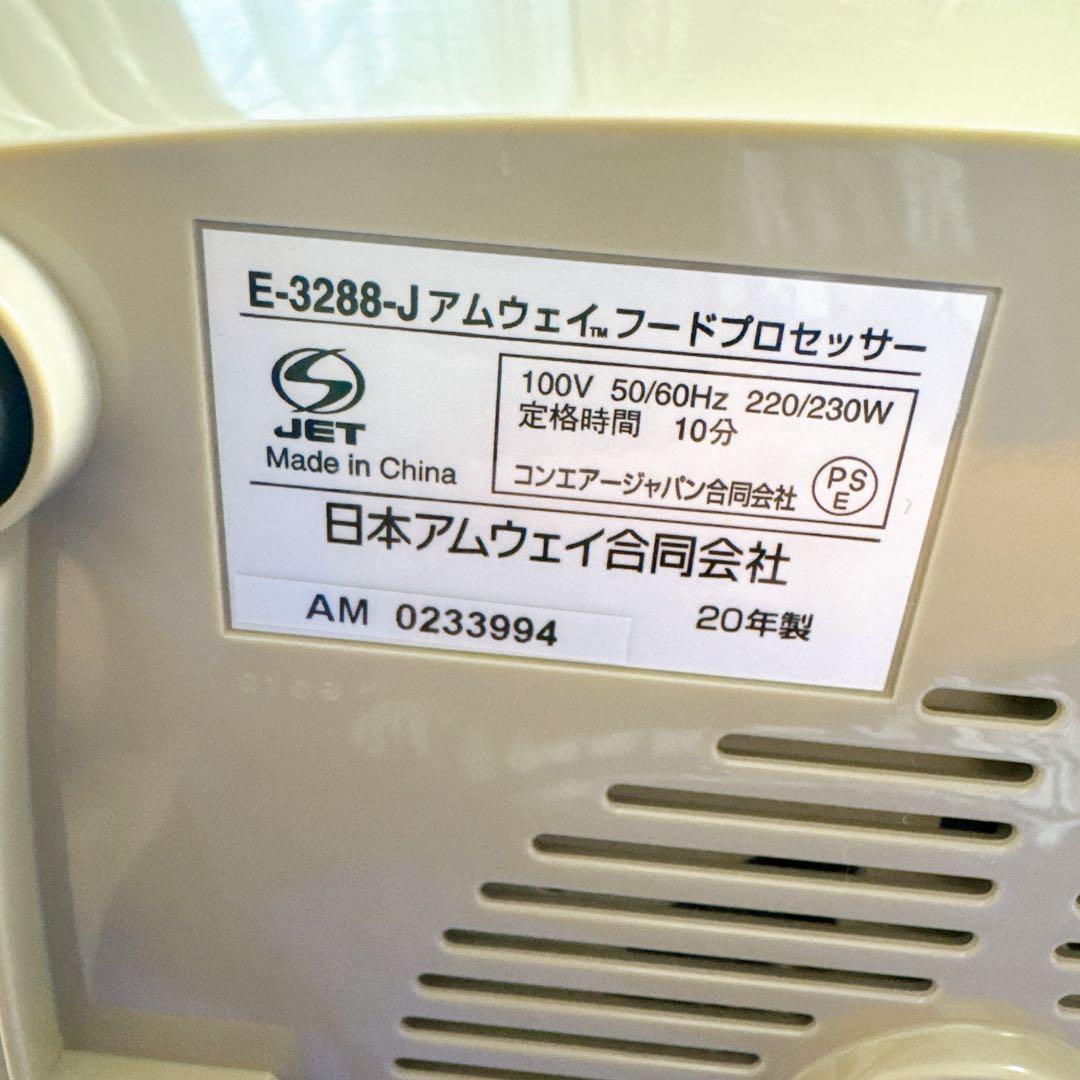 E-3288-J アムウェイ™ フードプロセッサー
JET
Made in China
100V 50/60Hz 220/230W
定格時間 10分
コンエアージャパン合同会社 PSE
日本アムウェイ合同会社
AM 0233994
20年製